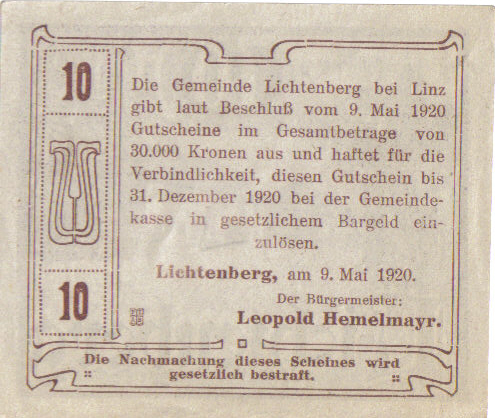 10
Die Gemeinde Lichtenberg bei Linz
gibt laut Beschluß vom 9. Mai 1920
Gutscheine im Gesamtbetrage von
30.000 Kronen aus und haftet für die
Verbindlichkeit, diesen Gutschein bis
31. Dezember 1920 bei der Gemeinde-
kasse in gesetzlichem Bargeld ein-
zulösen.
Lichtenberg, am 9. Mai 1920.
Der Bürgermeister:
Leopold Hemelmayr.
10
Die Nachmachung dieses Scheines wird
gesetzlich bestraft.